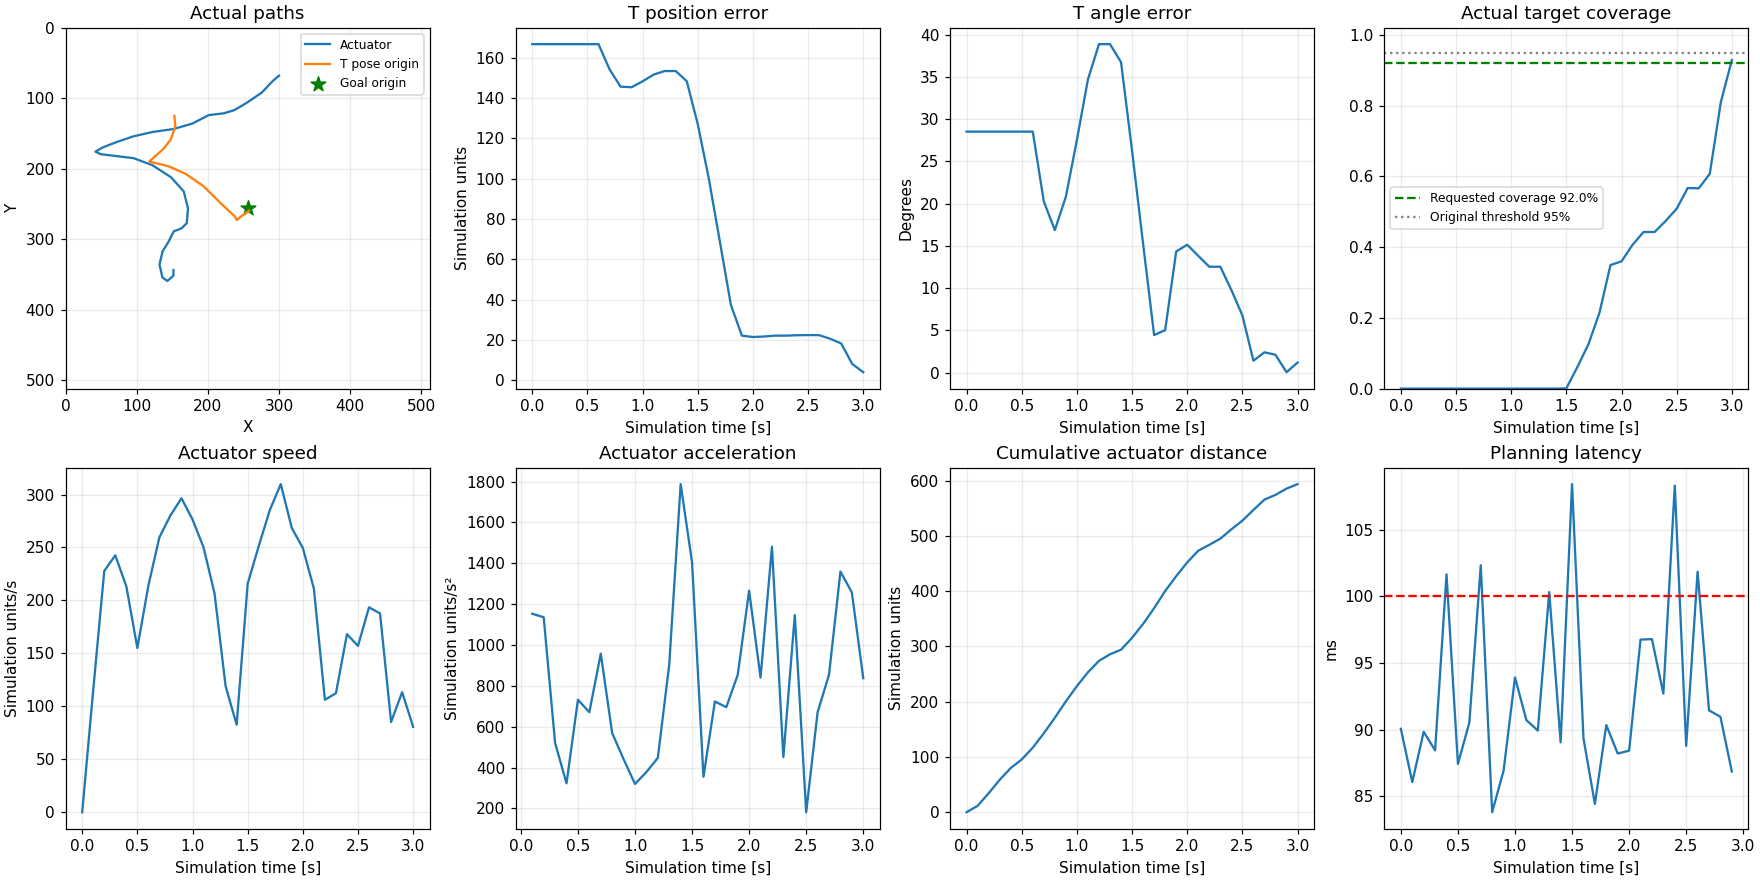 Actual paths
Actuator
T pose origin
Goal origin
0
100
200
300
400
500
Y
0 100 200 300 400 500
X
T position error
160
140
120
100
80
60
40
20
0
Simulation units
0.0 0.5 1.0 1.5 2.0 2.5 3.0
Simulation time [s]
T angle error
40
35
30
25
20
15
10
5
0
Degrees
0.0 0.5 1.0 1.5 2.0 2.5 3.0
Simulation time [s]
Actual target coverage
1.0
0.8
0.6
0.4
0.2
0.0
Requested coverage 92.0%
Original threshold 95%
0.0 0.5 1.0 1.5 2.0 2.5 3.0
Simulation time [s]
Actuator speed
300
250
200
150
100
50
0
Simulation units/s
0.0 0.5 1.0 1.5 2.0 2.5 3.0
Simulation time [s]
Actuator acceleration
1800
1600
1400
1200
1000
800
600
400
200
Simulation units/s²
0.0 0.5 1.0 1.5 2.0 2.5 3.0
Simulation time [s]
Cumulative actuator distance
600
500
400
300
200
100
0
Simulation units
0.0 0.5 1.0 1.5 2.0 2.5 3.0
Simulation time [s]
Planning latency
105
100
95
90
85
ms
0.0 0.5 1.0 1.5 2.0 2.5 3.0
Simulation time [s]